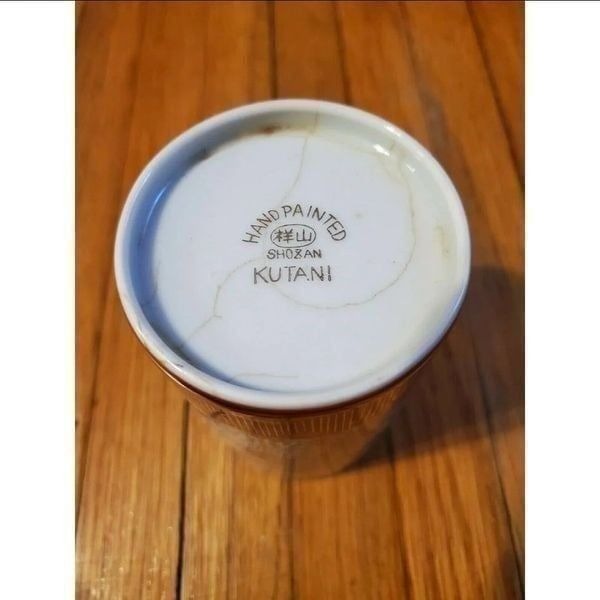 HAND PAINTED
祥山
SHOZAN
KUTANI